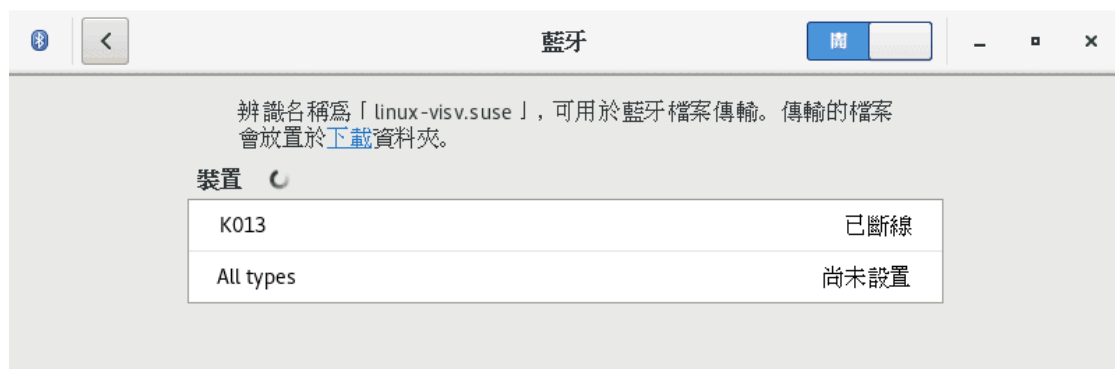 藍牙
開
辨識名稱為「linux-visv.suse」，可用於藍牙檔案傳輸。傳輸的檔案
會放置於下載資料夾。
裝置
K013 已斷線
All types 尚未設置